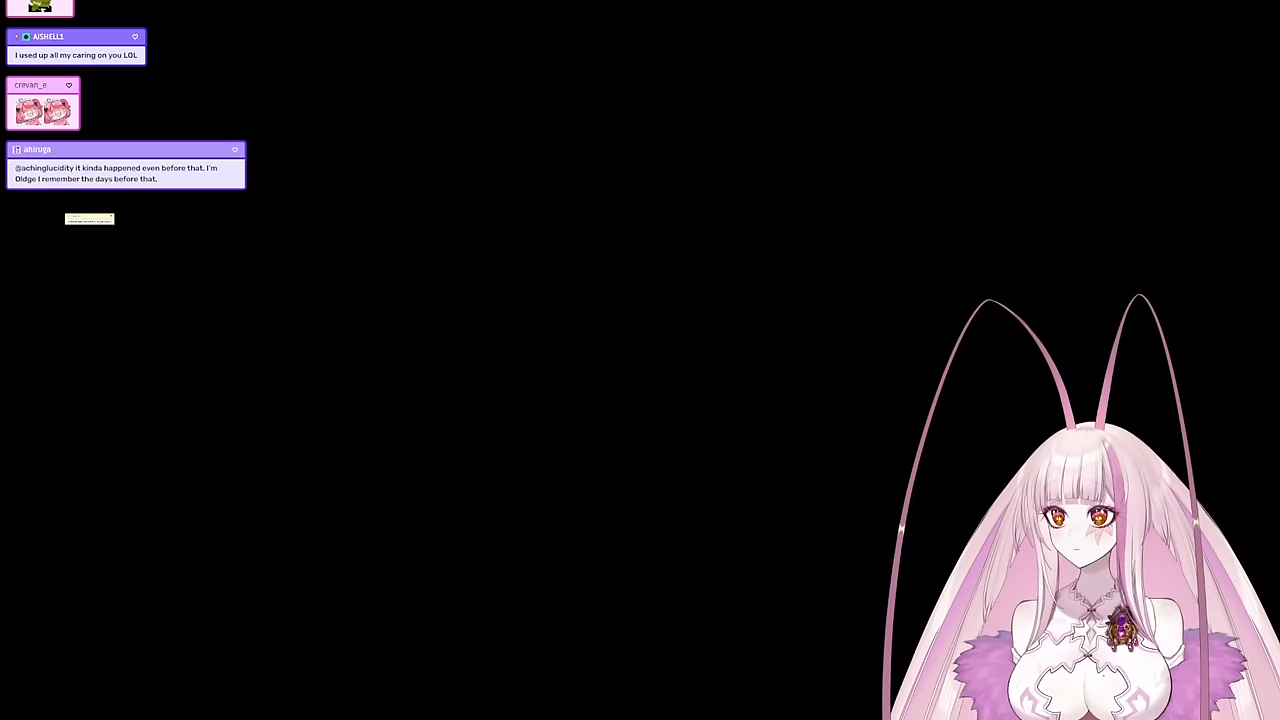 AJSHELL1
I used up all my caring on you LOL
crevan_e
ahiruga
@achinglucidity it kinda happened even before that. I'm
Oldge I remember the days before that.